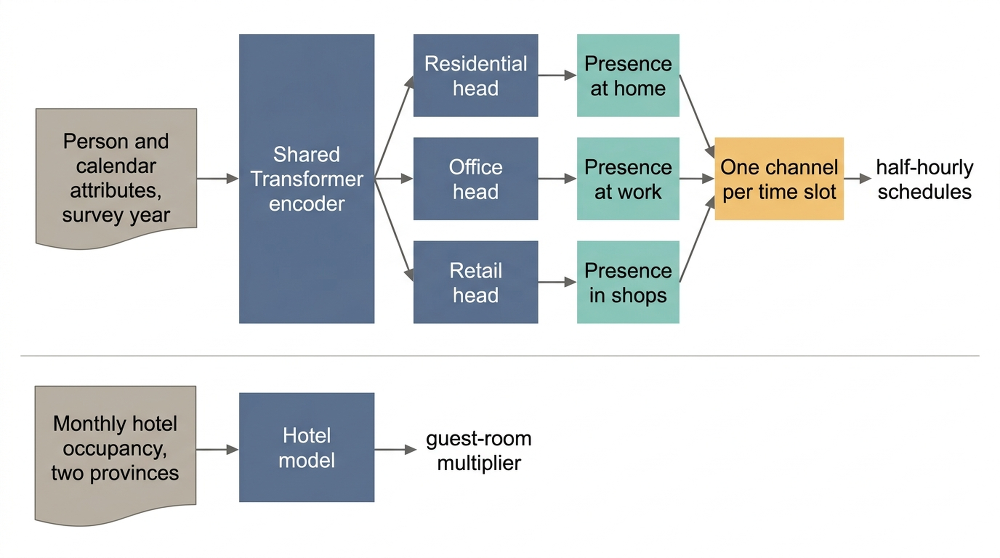 Person and
calendar
attributes,
survey year
Shared
Transformer
encoder
Residential
head
Office
head
Retail
head
Presence
at home
Presence
at work
Presence
in shops
One channel
per time slot
half-hourly
schedules
Monthly hotel
occupancy,
two provinces
Hotel
model
guest-room
multiplier